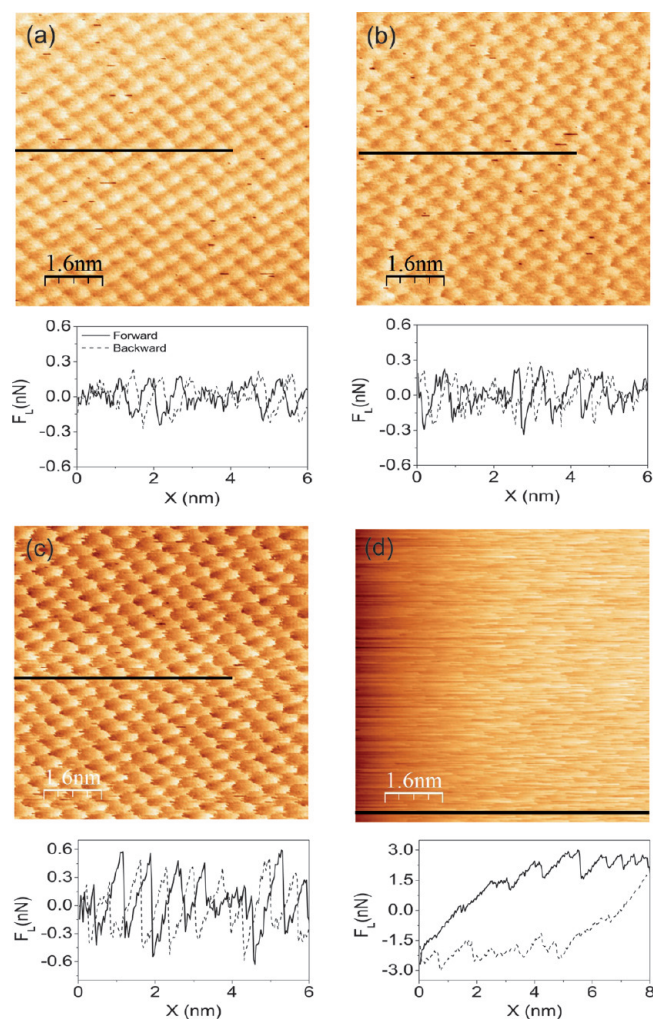 (a)
(b)
1.6nm
1.6nm
0.6
0.3
0.0
-0.3
-0.6
F_L(nN)
Forward
Backward
0 2 4 6
X (nm)
0.6
0.3
0.0
-0.3
-0.6
F_L(nN)
0 2 4 6
X (nm)
(c)
(d)
1.6nm
1.6nm
0.6
0.3
0.0
-0.3
-0.6
F_L(nN)
0 2 4 6
X (nm)
3.0
1.5
0.0
-1.5
-3.0
F_L(nN)
0 2 4 6 8
X (nm)